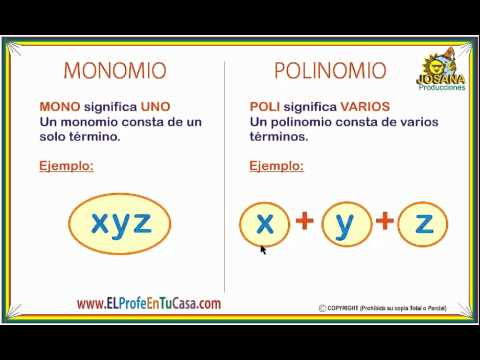 MONOMIO
MONO significa UNO
Un monomio consta de un
solo término.
Ejemplo:
xyz
POLINOMIO
POLI significa VARIOS
Un polinomio consta de varios
términos.
Ejemplo:
x + y + z
JOSANA
Producciones
www.ELProfeEnTuCasa.com
© COPYRIGHT (Prohibida su copia Total o Parcial)